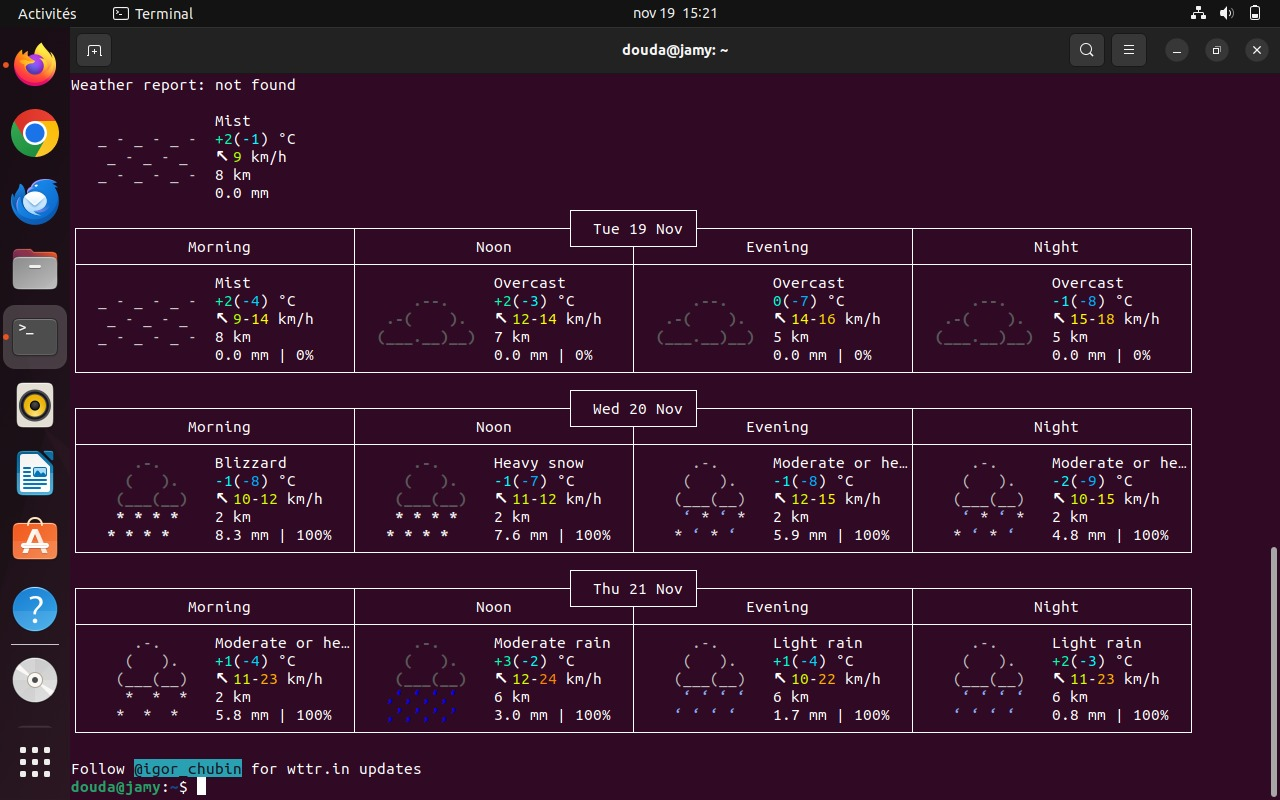 Activités Terminal nov 19 15:21
douda@jamy: ~
Weather report: not found
Mist
+2(-1) °C
↖ 9 km/h
8 km
0.0 mm
Tue 19 Nov
Morning Noon Evening Night
Mist Overcast Overcast Overcast
+2(-4) °C +2(-3) °C 0(-7) °C -1(-8) °C
↖ 9-14 km/h ↖ 12-14 km/h ↖ 14-16 km/h ↖ 15-18 km/h
8 km 7 km 5 km 5 km
0.0 mm | 0% 0.0 mm | 0% 0.0 mm | 0% 0.0 mm | 0%
Wed 20 Nov
Morning Noon Evening Night
Blizzard Heavy snow Moderate or he… Moderate or he…
-1(-8) °C -1(-7) °C -1(-8) °C -2(-9) °C
↖ 10-12 km/h ↖ 11-12 km/h ↖ 12-15 km/h ↖ 10-15 km/h
2 km 2 km 2 km 2 km
8.3 mm | 100% 7.6 mm | 100% 5.9 mm | 100% 4.8 mm | 100%
Thu 21 Nov
Morning Noon Evening Night
Moderate or he… Moderate rain Light rain Light rain
+1(-4) °C +3(-2) °C +1(-4) °C +2(-3) °C
↖ 11-23 km/h ↖ 12-24 km/h ↖ 10-22 km/h ↖ 11-23 km/h
2 km 6 km 6 km 6 km
5.8 mm | 100% 3.0 mm | 100% 1.7 mm | 100% 0.8 mm | 100%
Follow @igor_chubin for wttr.in updates
douda@jamy:~$